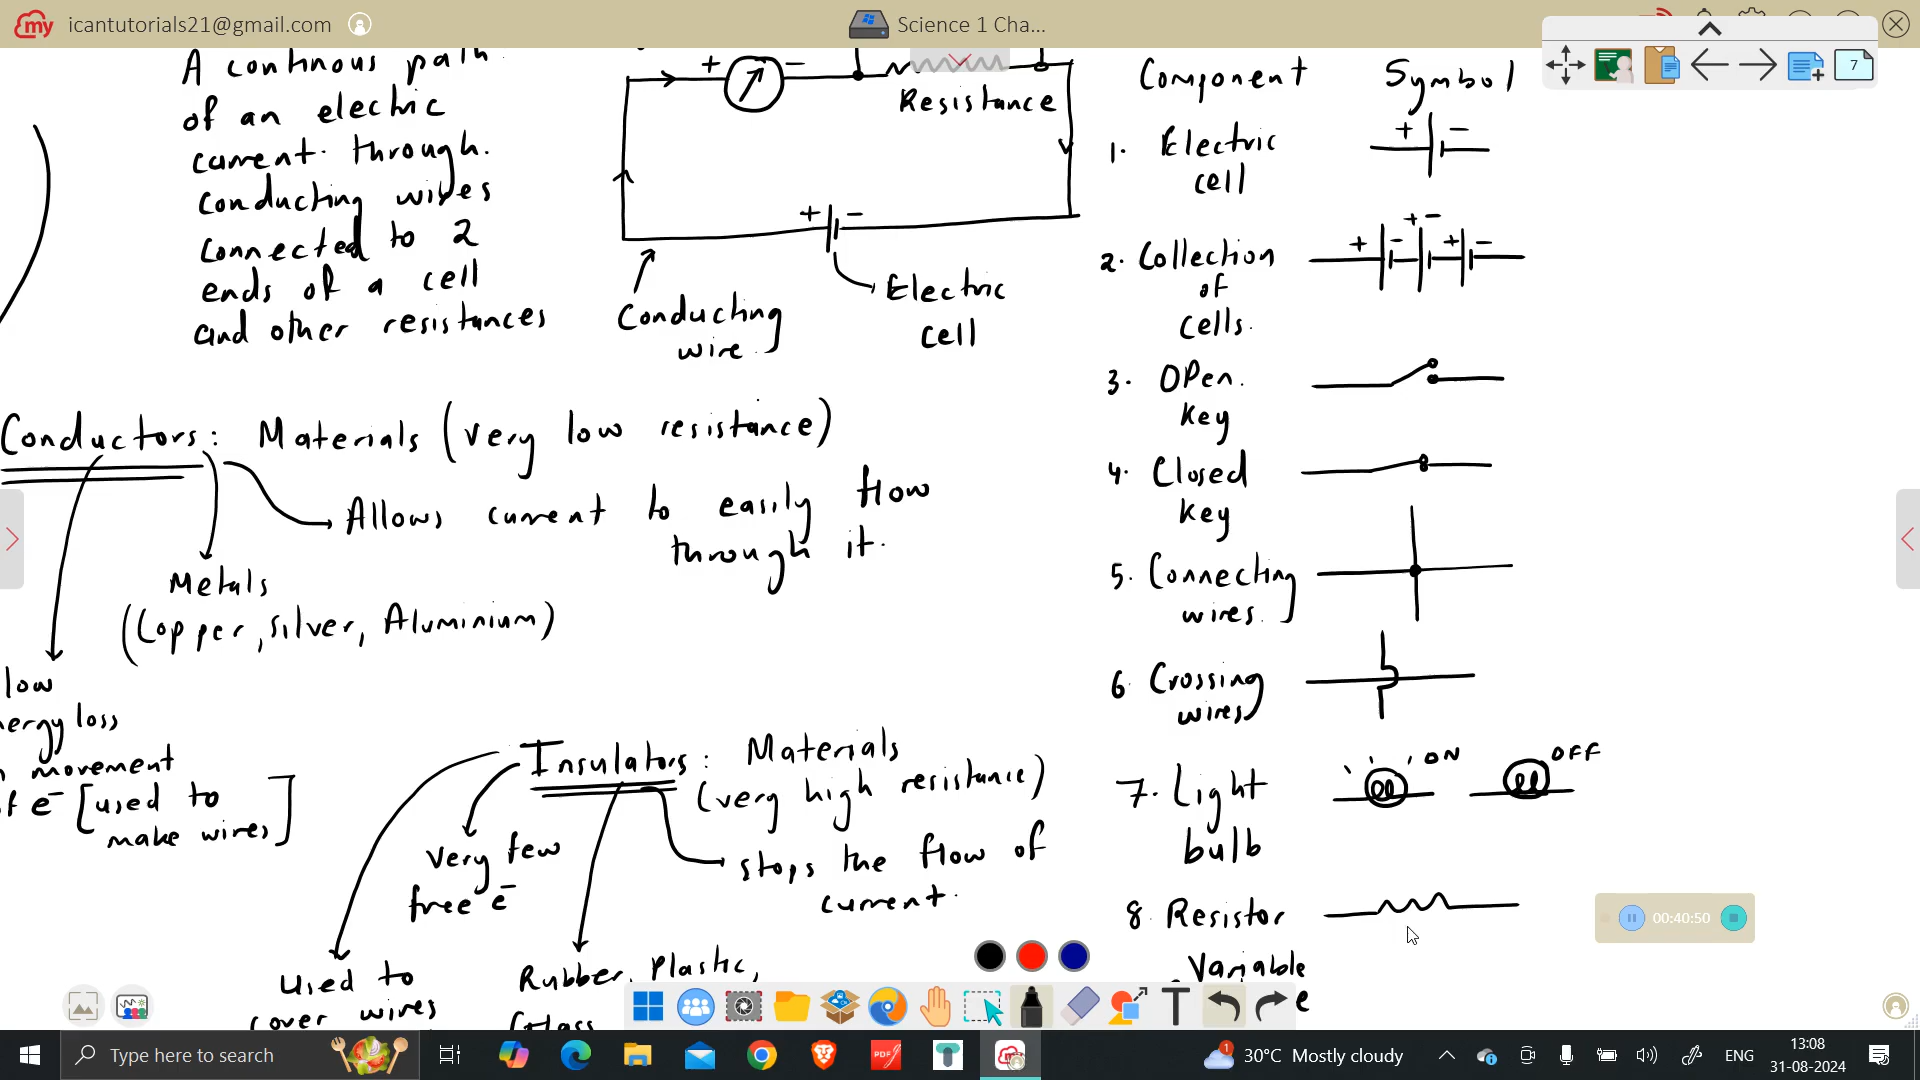 my
icantutorials21@gmail.com
Science 1 Cha...
7
A continous path
of an electric
current through.
conducting wires
connected to 2
ends of a cell
and other resistances
+ -
Resistance
+ -
Conducting
wire
Electric
cell
Conductors: Materials (very low resistance)
Allows current to easily flow
through it.
Metals
(Copper, silver, Aluminium)
low
nergy loss
movement
of e⁻ [used to
make wires]
Insulators: Materials
(very high resistance)
very few
free e⁻
stops the flow of
current.
used to
cover wires
Rubber, Plastic,
Glass
Component Symbol
1. Electric
cell
+ -
2. Collection
of
cells.
+ - + - + -
3. Open.
key
4. Closed
key
5. Connecting
wires.
6. Crossing
wires
7. Light
bulb
ON OFF
8. Resistor
Variable
00:40:50
T
Type here to search
PDF
T
my
1
30°C Mostly cloudy
ENG
13:08
31-08-2024